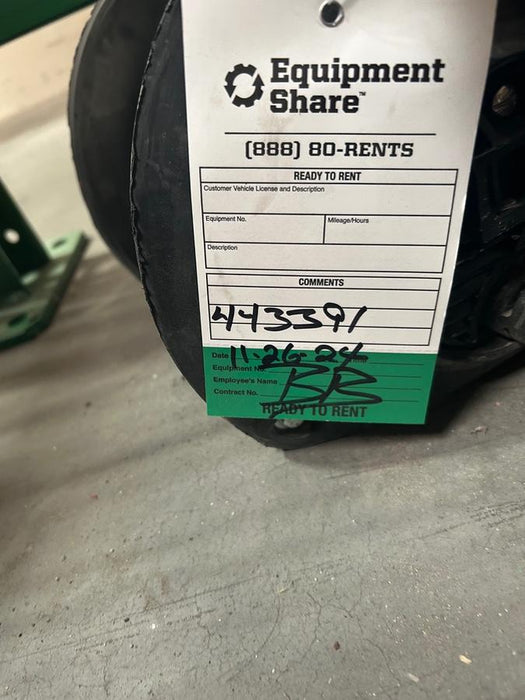 Equipment
Share™
(888) 80-RENTS
READY TO RENT
Customer Vehicle License and Description
Equipment No. Mileage/Hours
Description
COMMENTS
443391
Date 11-26-24
Equipment No.
Employee's Name BB
Contract No.
READY TO RENT